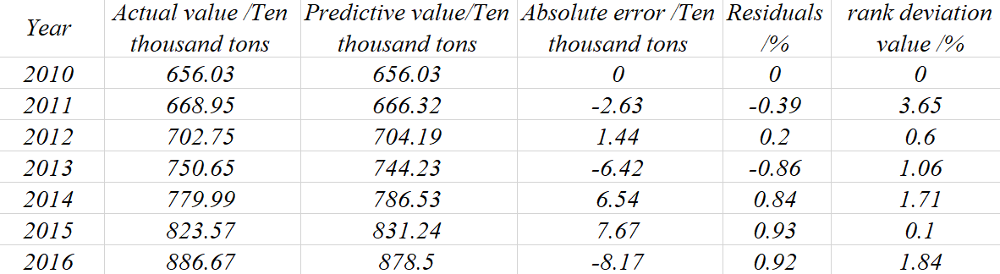 Year Actual value /Ten thousand tons Predictive value/Ten thousand tons Absolute error /Ten thousand tons Residuals /% rank deviation value /%
2010 656.03 656.03 0 0 0
2011 668.95 666.32 -2.63 -0.39 3.65
2012 702.75 704.19 1.44 0.2 0.6
2013 750.65 744.23 -6.42 -0.86 1.06
2014 779.99 786.53 6.54 0.84 1.71
2015 823.57 831.24 7.67 0.93 0.1
2016 886.67 878.5 -8.17 0.92 1.84